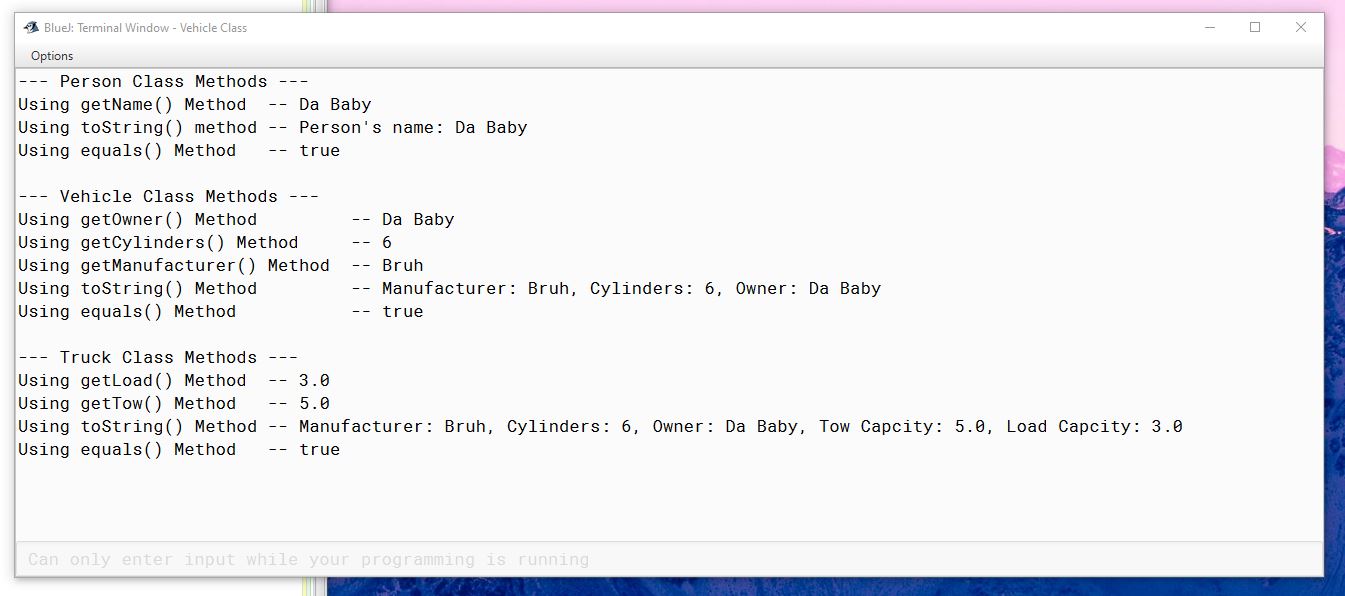 BlueJ: Terminal Window - Vehicle Class
Options
--- Person Class Methods ---
Using getName() Method  -- Da Baby
Using toString() method -- Person's name: Da Baby
Using equals() Method   -- true
--- Vehicle Class Methods ---
Using getOwner() Method         -- Da Baby
Using getCylinders() Method     -- 6
Using getManufacturer() Method  -- Bruh
Using toString() Method         -- Manufacturer: Bruh, Cylinders: 6, Owner: Da Baby
Using equals() Method           -- true
--- Truck Class Methods ---
Using getLoad() Method  -- 3.0
Using getTow() Method   -- 5.0
Using toString() Method -- Manufacturer: Bruh, Cylinders: 6, Owner: Da Baby, Tow Capcity: 5.0, Load Capcity: 3.0
Using equals() Method   -- true
Can only enter input while your programming is running